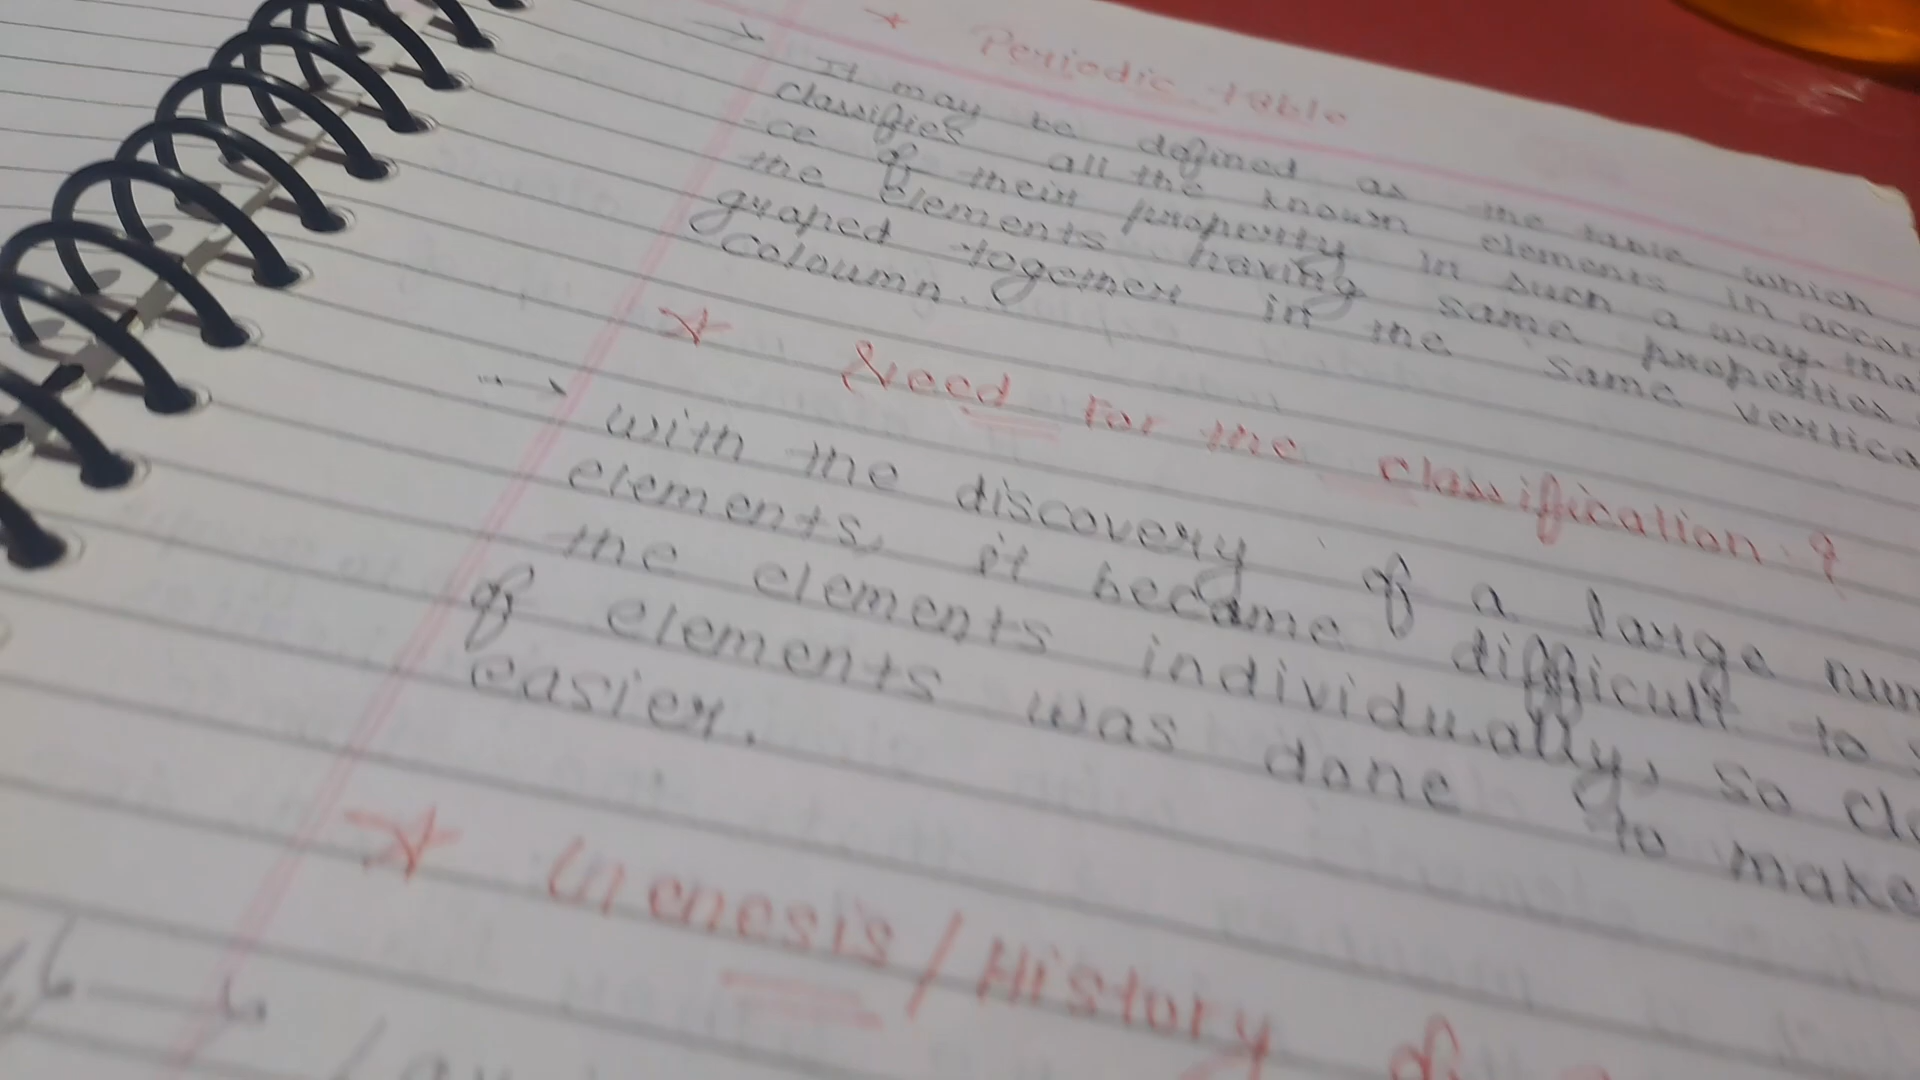 * Periodic table
→ It may be defined as the table which
classifies all the known elements in accor
-ce of their property in such a way, tha
the elements having same properties
gruoped together in the same vertica
coloumn.
* Need For the classification ?
→ with the discovery of a large num
elements, it became difficult to
the elements individually, so cla
of elements was done to make
easier.
* Genesis/History of